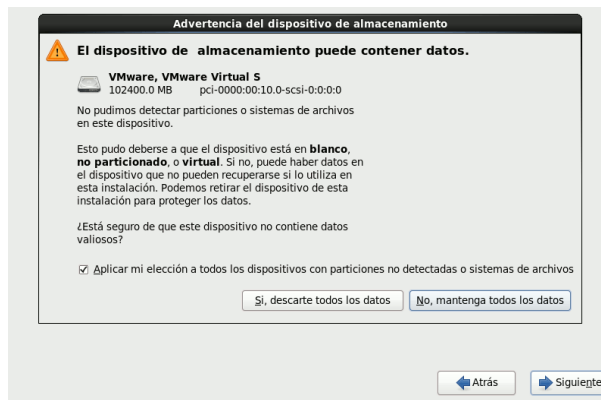 Advertencia del dispositivo de almacenamiento
El dispositivo de almacenamiento puede contener datos.
VMware, VMware Virtual S
102400.0 MB pci-0000:00:10.0-scsi-0:0:0:0
No pudimos detectar particiones o sistemas de archivos
en este dispositivo.
Esto pudo deberse a que el dispositivo está en blanco,
no particionado, o virtual. Si no, puede haber datos en
el dispositivo que no pueden recuperarse si lo utiliza en
esta instalación. Podemos retirar el dispositivo de esta
instalación para proteger los datos.
¿Está seguro de que este dispositivo no contiene datos
valiosos?
Aplicar mi elección a todos los dispositivos con particiones no detectadas o sistemas de archivos
Si, descarte todos los datos
No, mantenga todos los datos
Atrás
Siguiente